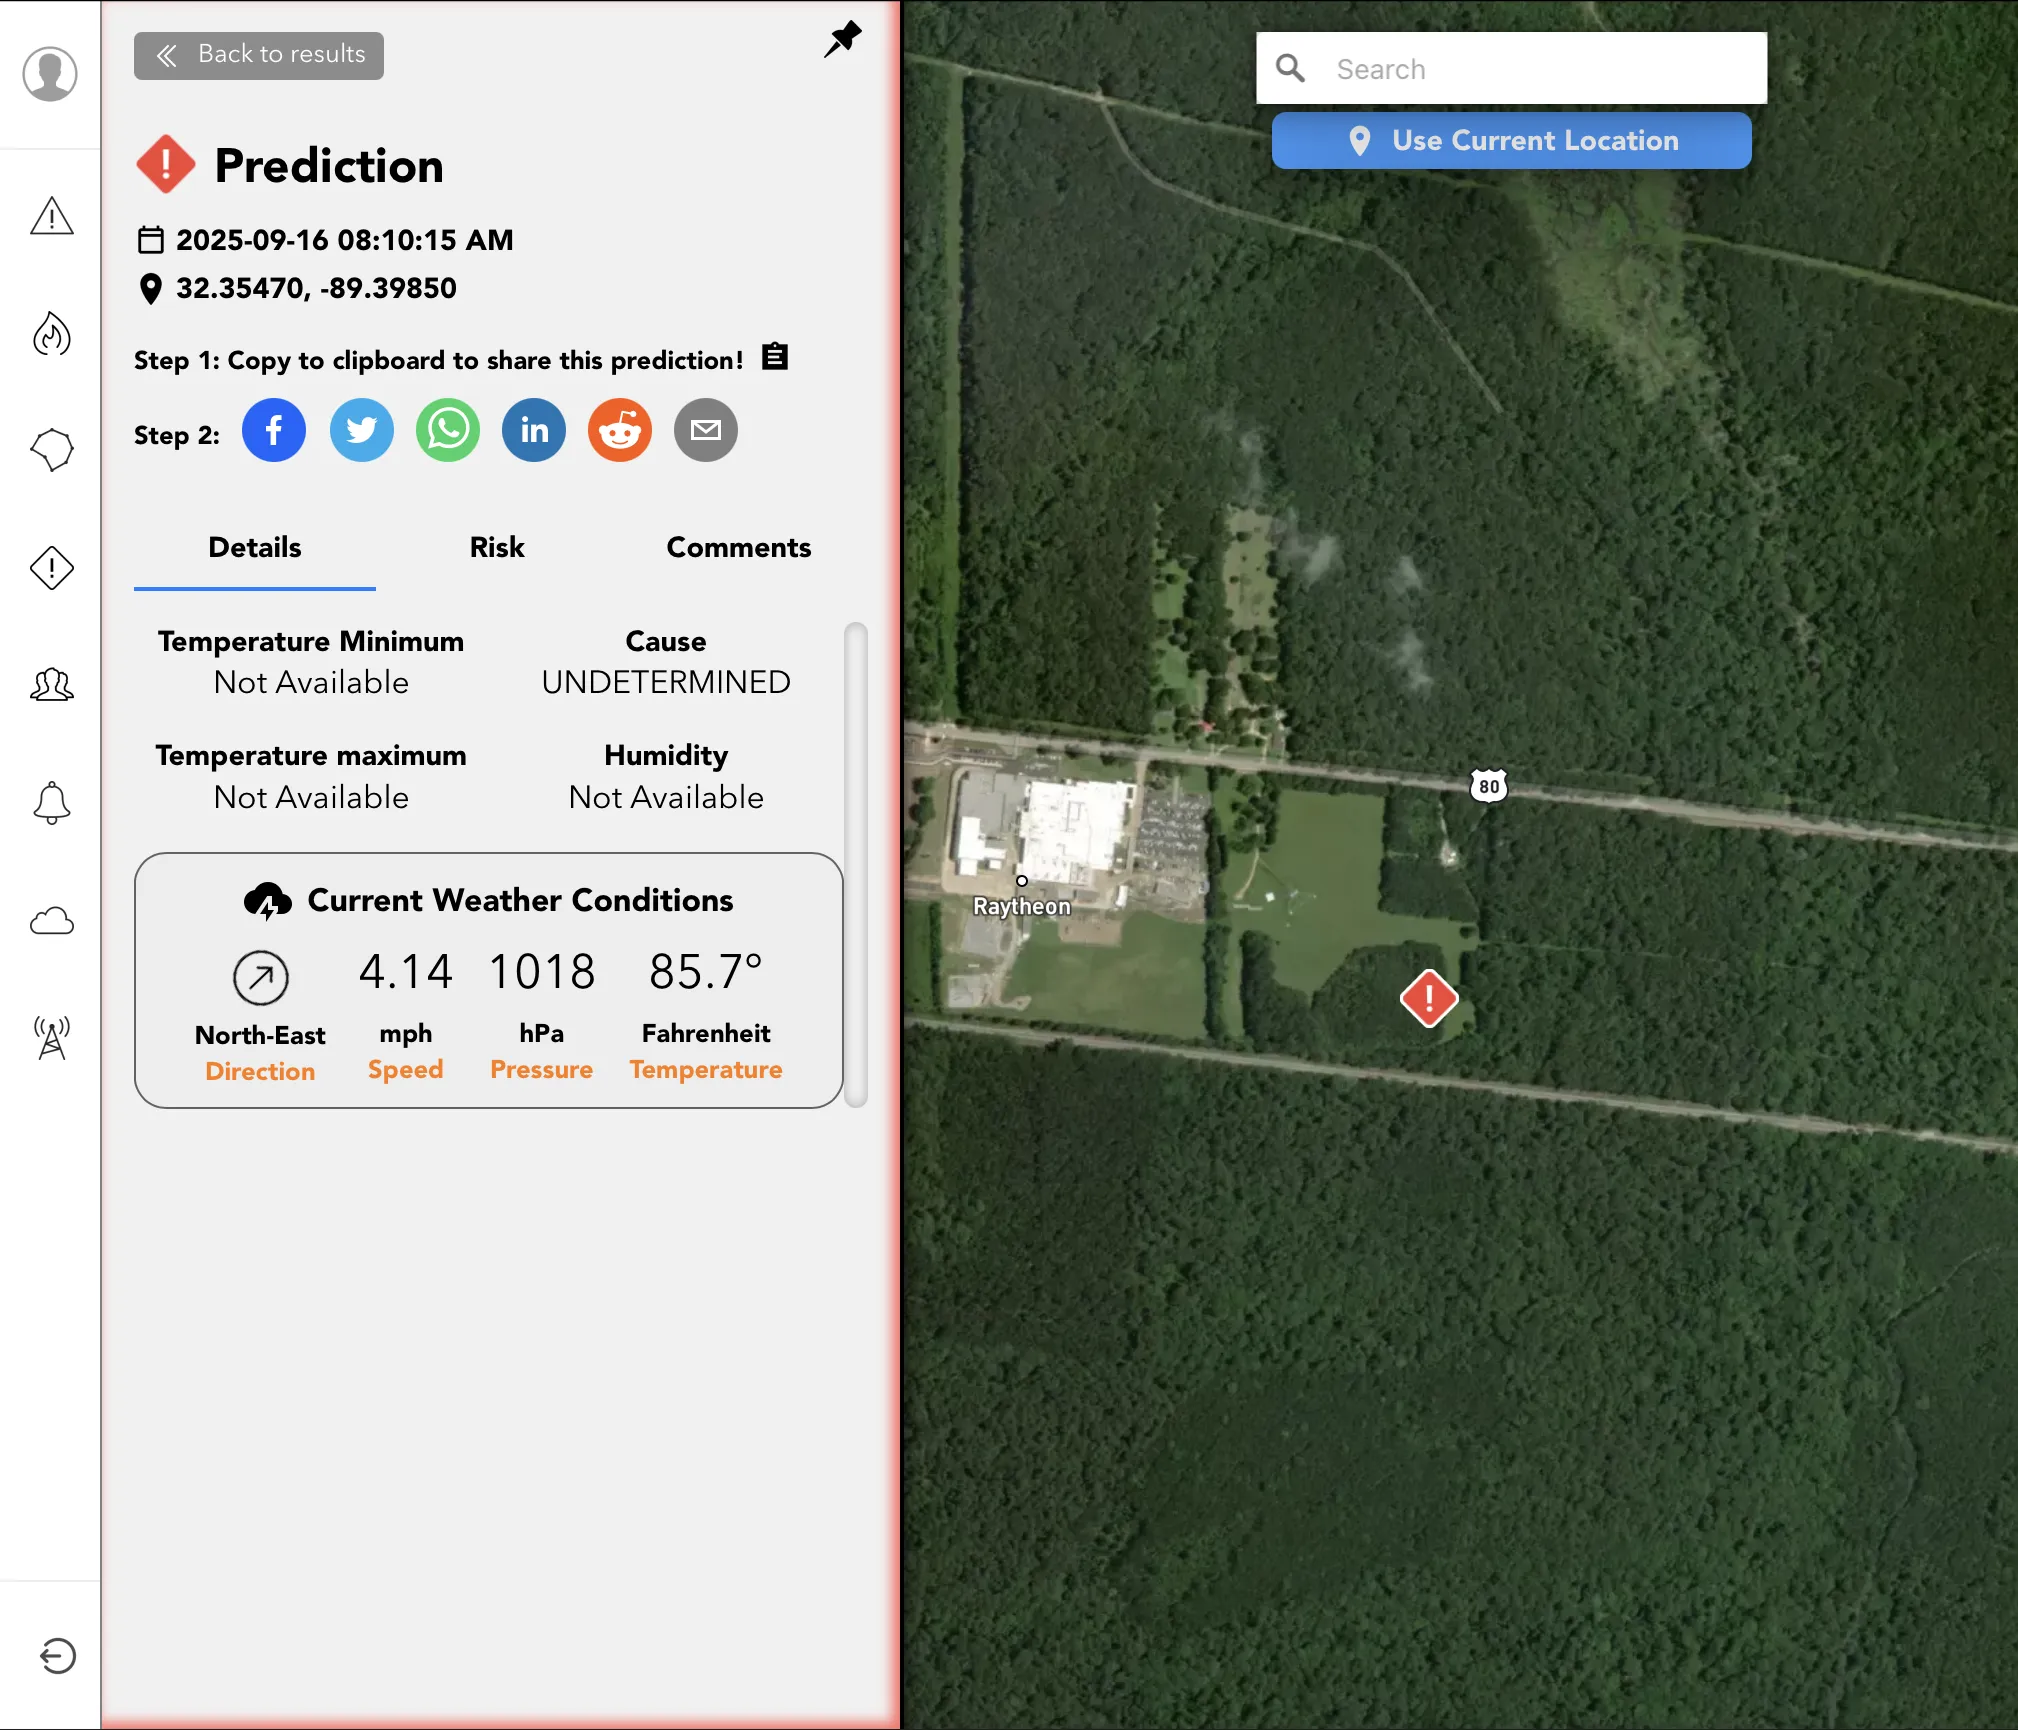 Back to results
Prediction
2025-09-16 08:10:15 AM
32.35470, -89.39850
Step 1: Copy to clipboard to share this prediction!
Step 2:
Details Risk Comments
Temperature Minimum Cause
Not Available UNDETERMINED
Temperature maximum Humidity
Not Available Not Available
Current Weather Conditions
4.14 1018 85.7°
North-East mph hPa Fahrenheit
Direction Speed Pressure Temperature
Search
Use Current Location
80
Raytheon